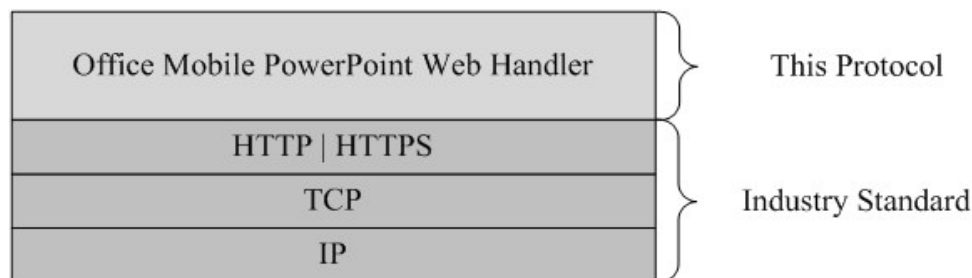 Office Mobile PowerPoint Web Handler
This Protocol
HTTP | HTTPS
TCP
Industry Standard
IP